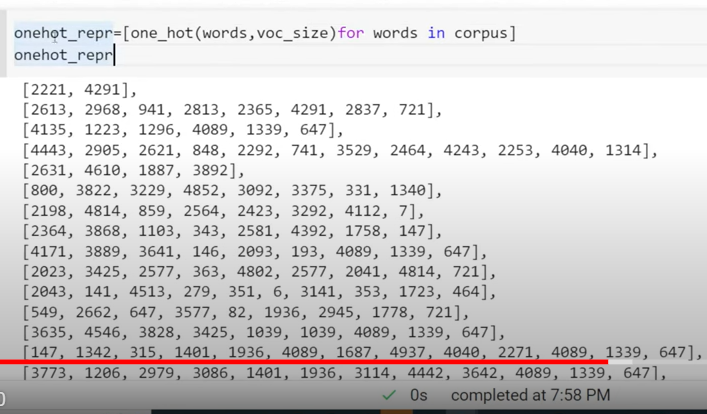 onehot_repr=[one_hot(words,voc_size)for words in corpus]
onehot_repr
[2221, 4291],
[2613, 2968, 941, 2813, 2365, 4291, 2837, 721],
[4135, 1223, 1296, 4089, 1339, 647],
[4443, 2905, 2621, 848, 2292, 741, 3529, 2464, 4243, 2253, 4040, 1314],
[2631, 4610, 1887, 3892],
[800, 3822, 3229, 4852, 3092, 3375, 331, 1340],
[2198, 4814, 859, 2564, 2423, 3292, 4112, 7],
[2364, 3868, 1103, 343, 2581, 4392, 1758, 147],
[4171, 3889, 3641, 146, 2093, 193, 4089, 1339, 647],
[2023, 3425, 2577, 363, 4802, 2577, 2041, 4814, 721],
[2043, 141, 4513, 279, 351, 6, 3141, 353, 1723, 464],
[549, 2662, 647, 3577, 82, 1936, 2945, 1778, 721],
[3635, 4546, 3828, 3425, 1039, 1039, 4089, 1339, 647],
[147, 1342, 315, 1401, 1936, 4089, 1687, 4937, 4040, 2271, 4089, 1339, 647],
[3773, 1206, 2979, 3086, 1401, 1936, 3114, 4442, 3642, 4089, 1339, 647],
0s completed at 7:58 PM